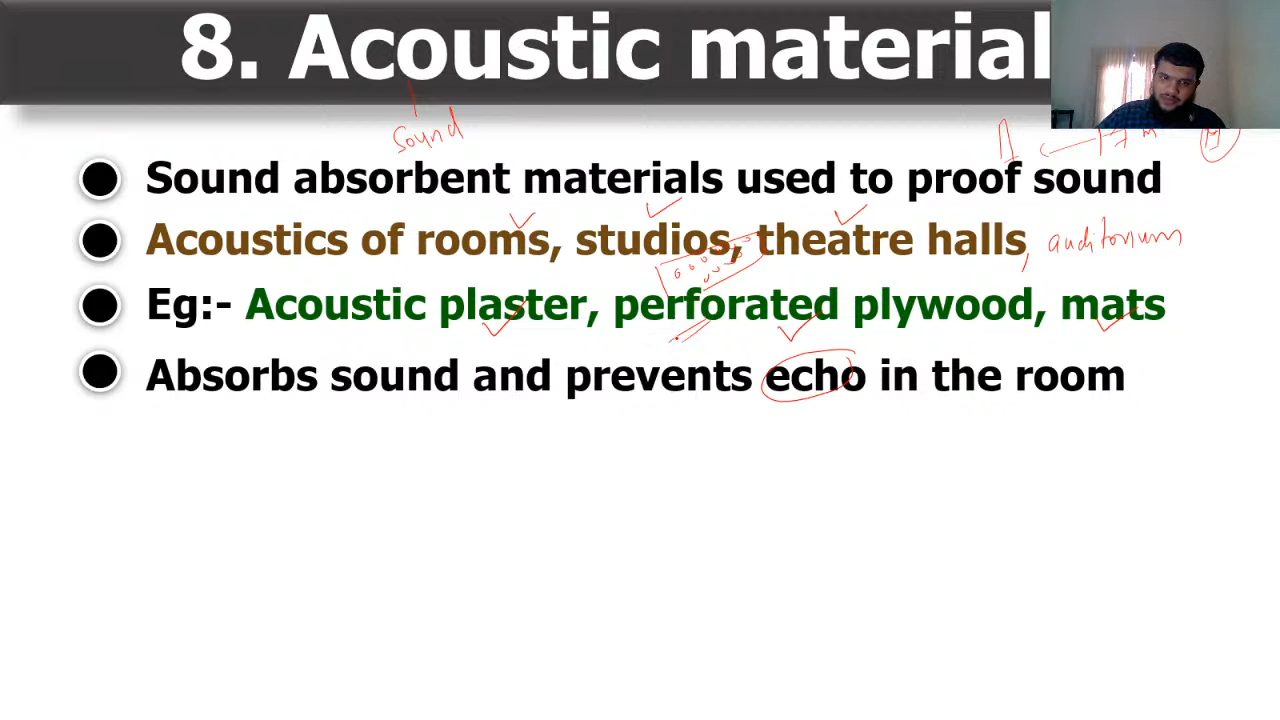 8. Acoustic material
sound
Sound absorbent materials used to proof sound
Acoustics of rooms, studios, theatre halls, auditorium
Eg:- Acoustic plaster, perforated plywood, mats
Absorbs sound and prevents echo in the room